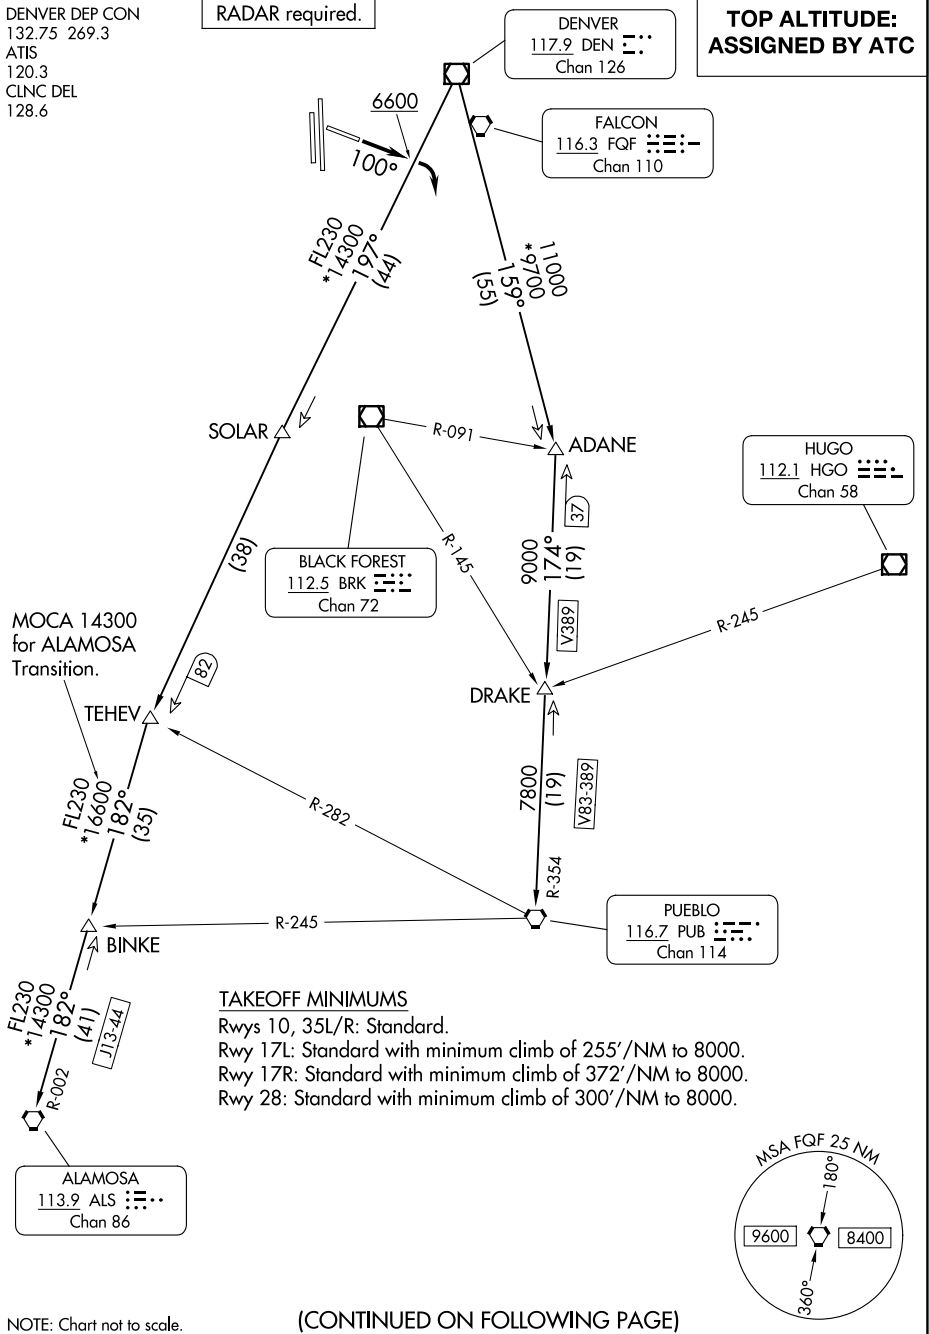 DENVER DEP CON
132.75 269.3
ATIS
120.3
CLNC DEL
128.6
RADAR required.
TOP ALTITUDE:
ASSIGNED BY ATC
DENVER
117.9 DEN
Chan 126
FALCON
116.3 FQF
Chan 110
6600
100°
FL230
*14300
197°
(44)
11000
*9700
159°
(55)
SOLAR
R-091
ADANE
HUGO
112.1 HGO
Chan 58
37
(38)
BLACK FOREST
112.5 BRK
Chan 72
R-145
9000
174°
(19)
V389
R-245
MOCA 14300
for ALAMOSA
Transition.
82
TEHEV
DRAKE
FL230
*16600
182°
(35)
R-282
7800
(19)
V83-389
R-354
PUEBLO
116.7 PUB
Chan 114
R-245
BINKE
FL230
*14300
182°
(41)
J13-44
R-002
TAKEOFF MINIMUMS
Rwys 10, 35L/R: Standard.
Rwy 17L: Standard with minimum climb of 255'/NM to 8000.
Rwy 17R: Standard with minimum climb of 372'/NM to 8000.
Rwy 28: Standard with minimum climb of 300'/NM to 8000.
ALAMOSA
113.9 ALS
Chan 86
MSA FQF 25 NM
180°
9600
8400
360°
NOTE: Chart not to scale.
(CONTINUED ON FOLLOWING PAGE)